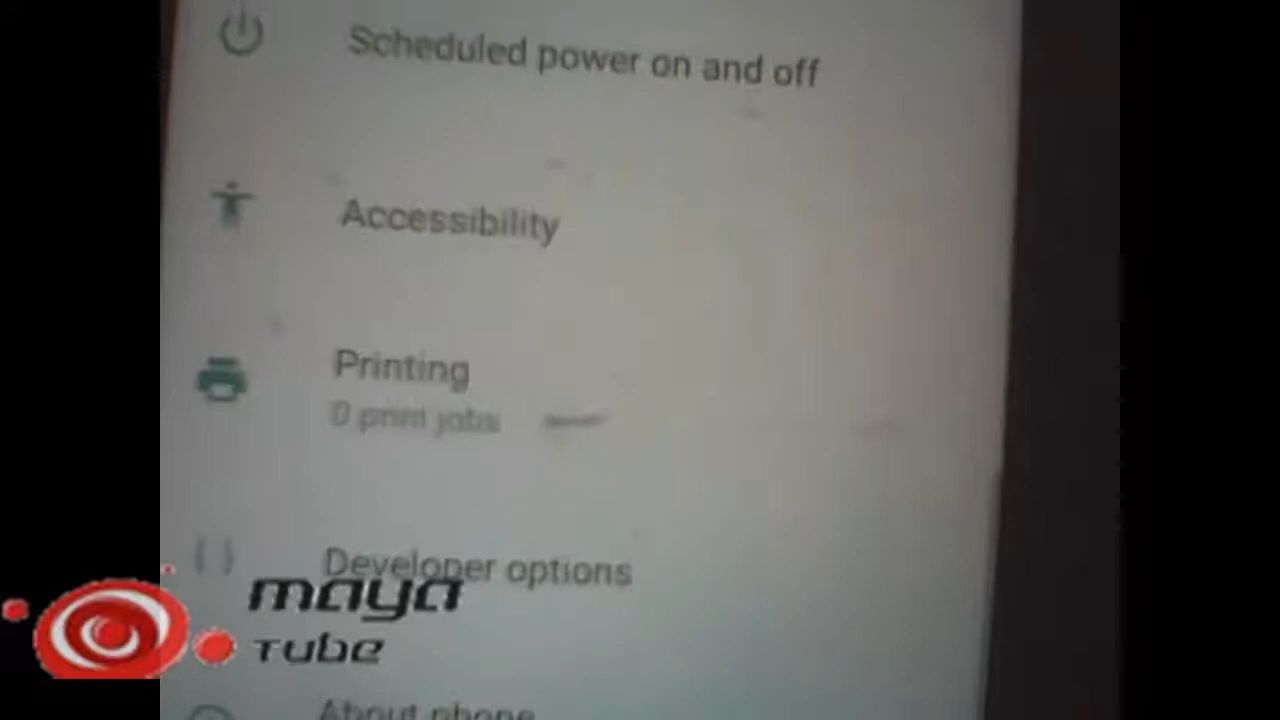 Scheduled power on and off
Accessibility
Printing
0 print jobs
Developer options
maya
Tube
About phone